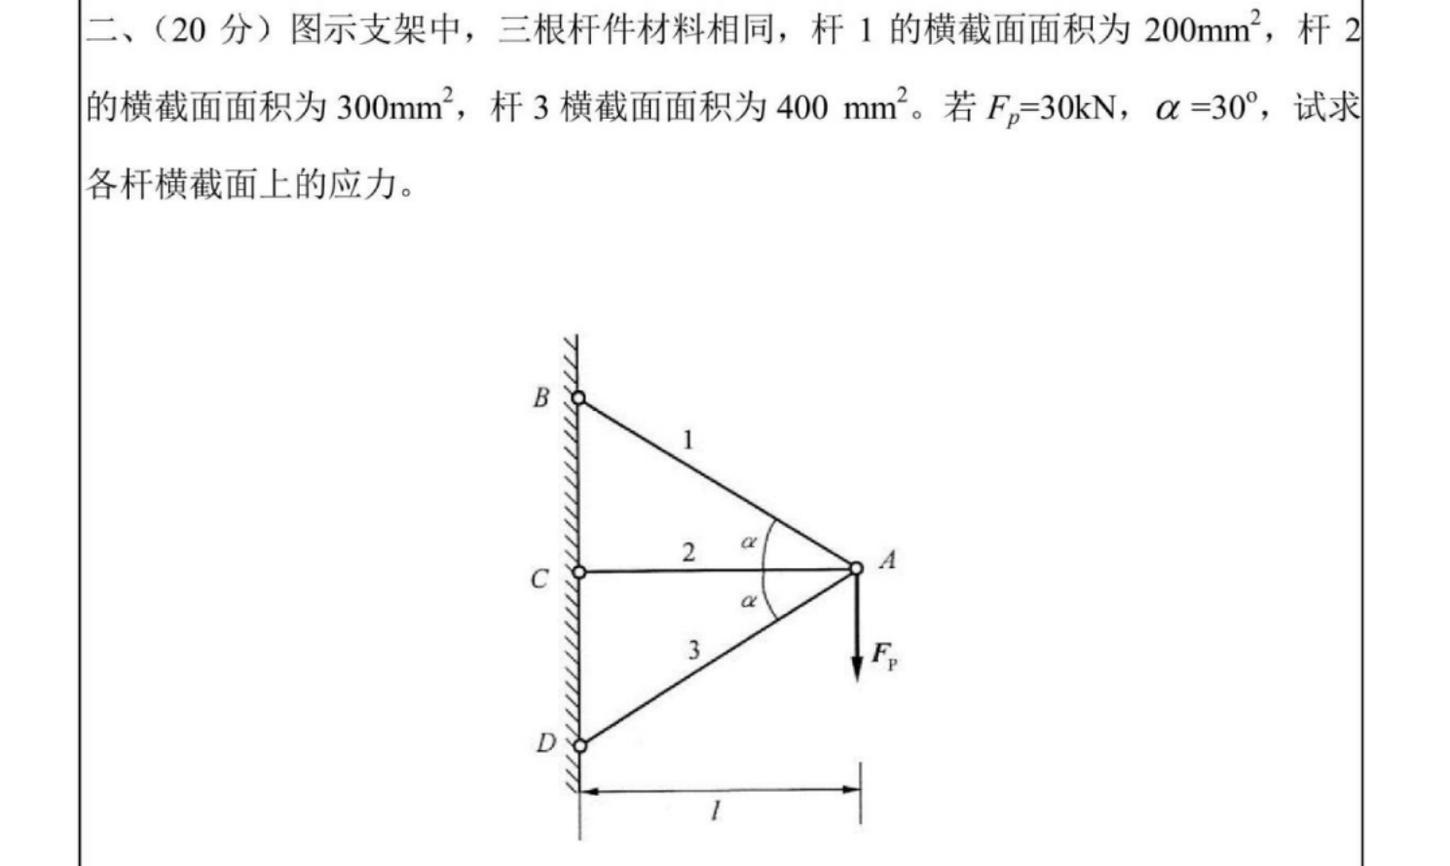 二、（20 分）图示支架中，三根杆件材料相同，杆 1 的横截面面积为 200mm²，杆 2
的横截面面积为 300mm²，杆 3 横截面面积为 400 mm²。若 Fp=30kN，α =30°，试求
各杆横截面上的应力。
B
1
2
α
A
C
α
3
FP
D
l